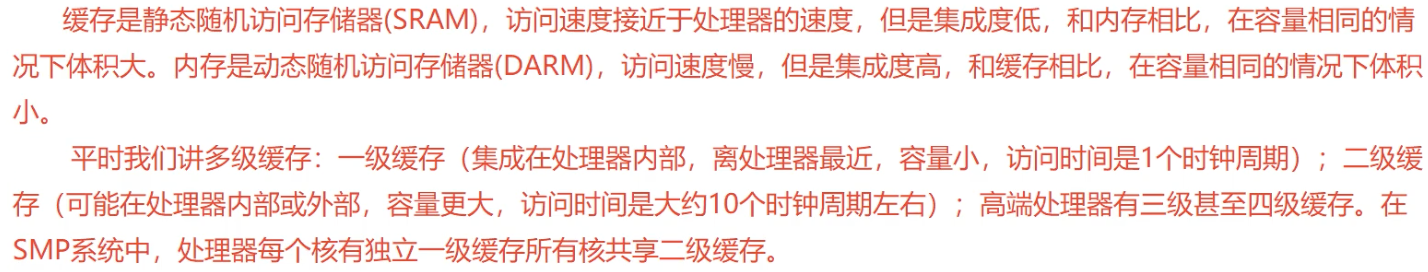 缓存是静态随机访问存储器(SRAM)，访问速度接近于处理器的速度，但是集成度低，和内存相比，在容量相同的情
况下体积大。内存是动态随机访问存储器(DARM)，访问速度慢，但是集成度高，和缓存相比，在容量相同的情况下体积
小。
平时我们讲多级缓存：一级缓存（集成在处理器内部，离处理器最近，容量小，访问时间是1个时钟周期）；二级缓
存（可能在处理器内部或外部，容量更大，访问时间是大约10个时钟周期左右）；高端处理器有三级甚至四级缓存。在
SMP系统中，处理器每个核有独立一级缓存所有核共享二级缓存。